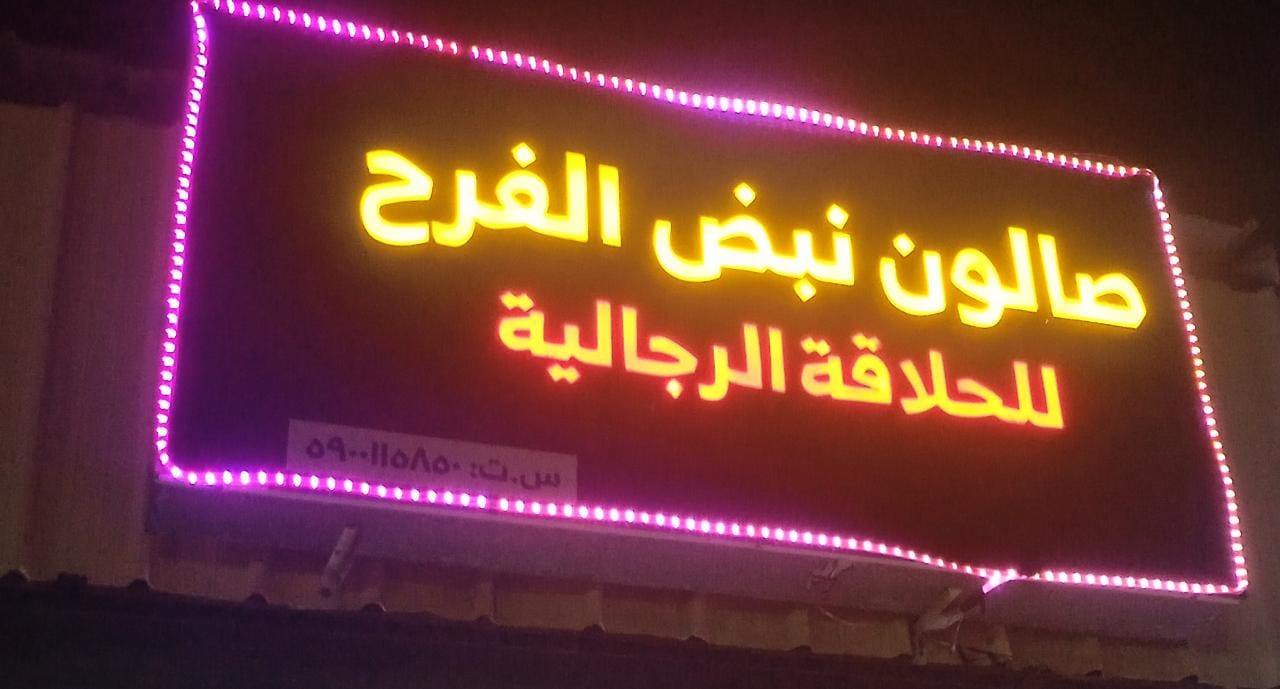 صالون نبض الفرح
للحلاقة الرجالية
س.ت: ٥٩٠٠١١٥٨٥٠